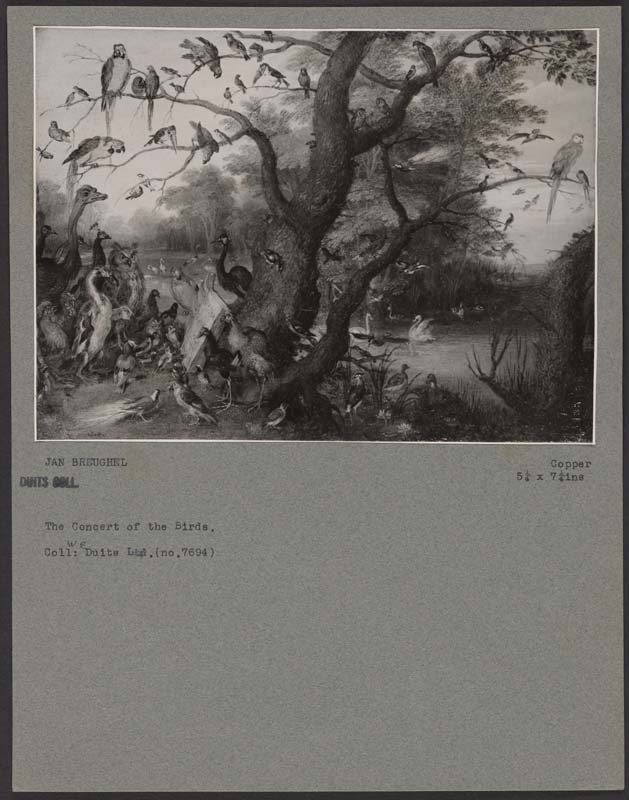 JAN BREUGHEL
Copper
DUITS COLL.
5¼ x 7¼ins
The Concert of the Birds.
Coll: WE Duits Ltd.(no.7694)